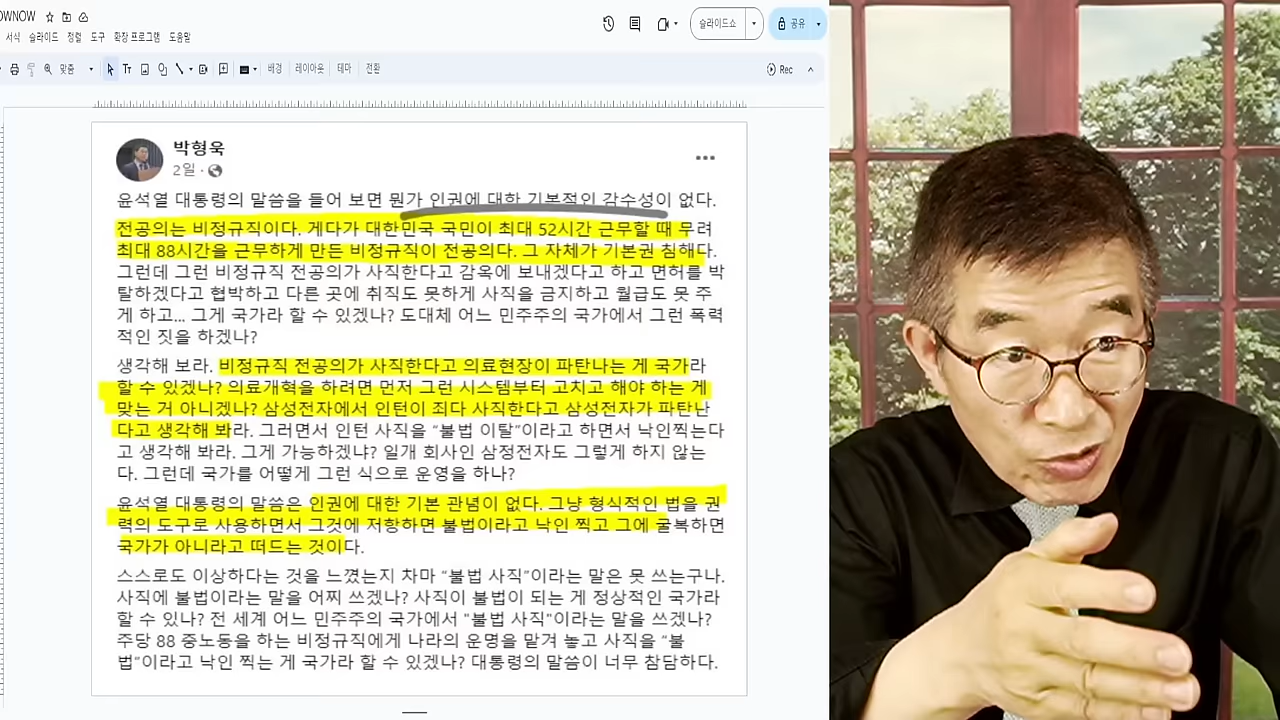 OWNOW
슬라이드쇼
공유
서식 슬라이드 정렬 도구 확장 프로그램 도움말
맞춤
배경 레이아웃 테마 전환
Rec
박형욱
2일
윤석열 대통령의 말씀을 들어 보면 뭔가 인권에 대한 기본적인 감수성이 없다.
전공의는 비정규직이다. 게다가 대한민국 국민이 최대 52시간 근무할 때 무려
최대 88시간을 근무하게 만든 비정규직이 전공의다. 그 자체가 기본권 침해다.
그런데 그런 비정규직 전공의가 사직한다고 감옥에 보내겠다고 하고 면허를 박
탈하겠다고 협박하고 다른 곳에 취직도 못하게 사직을 금지하고 월급도 못 주
게 하고... 그게 국가라 할 수 있겠나? 도대체 어느 민주주의 국가에서 그런 폭력
적인 짓을 하겠나?
생각해 보라. 비정규직 전공의가 사직한다고 의료현장이 파탄나는 게 국가라
할 수 있겠나? 의료개혁을 하려면 먼저 그런 시스템부터 고치고 해야 하는 게
맞는 거 아니겠나? 삼성전자에서 인턴이 죄다 사직한다고 삼성전자가 파탄난
다고 생각해 봐라. 그러면서 인턴 사직을 “불법 이탈”이라고 하면서 낙인찍는다
고 생각해 봐라. 그게 가능하겠냐? 일개 회사인 삼정전자도 그렇게 하지 않는
다. 그런데 국가를 어떻게 그런 식으로 운영을 하나?
윤석열 대통령의 말씀은 인권에 대한 기본 관념이 없다. 그냥 형식적인 법을 권
력의 도구로 사용하면서 그것에 저항하면 불법이라고 낙인 찍고 그에 굴복하면
국가가 아니라고 떠드는 것이다.
스스로도 이상하다는 것을 느꼈는지 차마 “불법 사직”이라는 말은 못 쓰는구나.
사직에 불법이라는 말을 어찌 쓰겠나? 사직이 불법이 되는 게 정상적인 국가라
할 수 있나? 전 세계 어느 민주주의 국가에서 "불법 사직"이라는 말을 쓰겠나?
주당 88 중노동을 하는 비정규직에게 나라의 운명을 맡겨 놓고 사직을 “불
법”이라고 낙인 찍는 게 국가라 할 수 있겠나? 대통령의 말씀이 너무 참담하다.